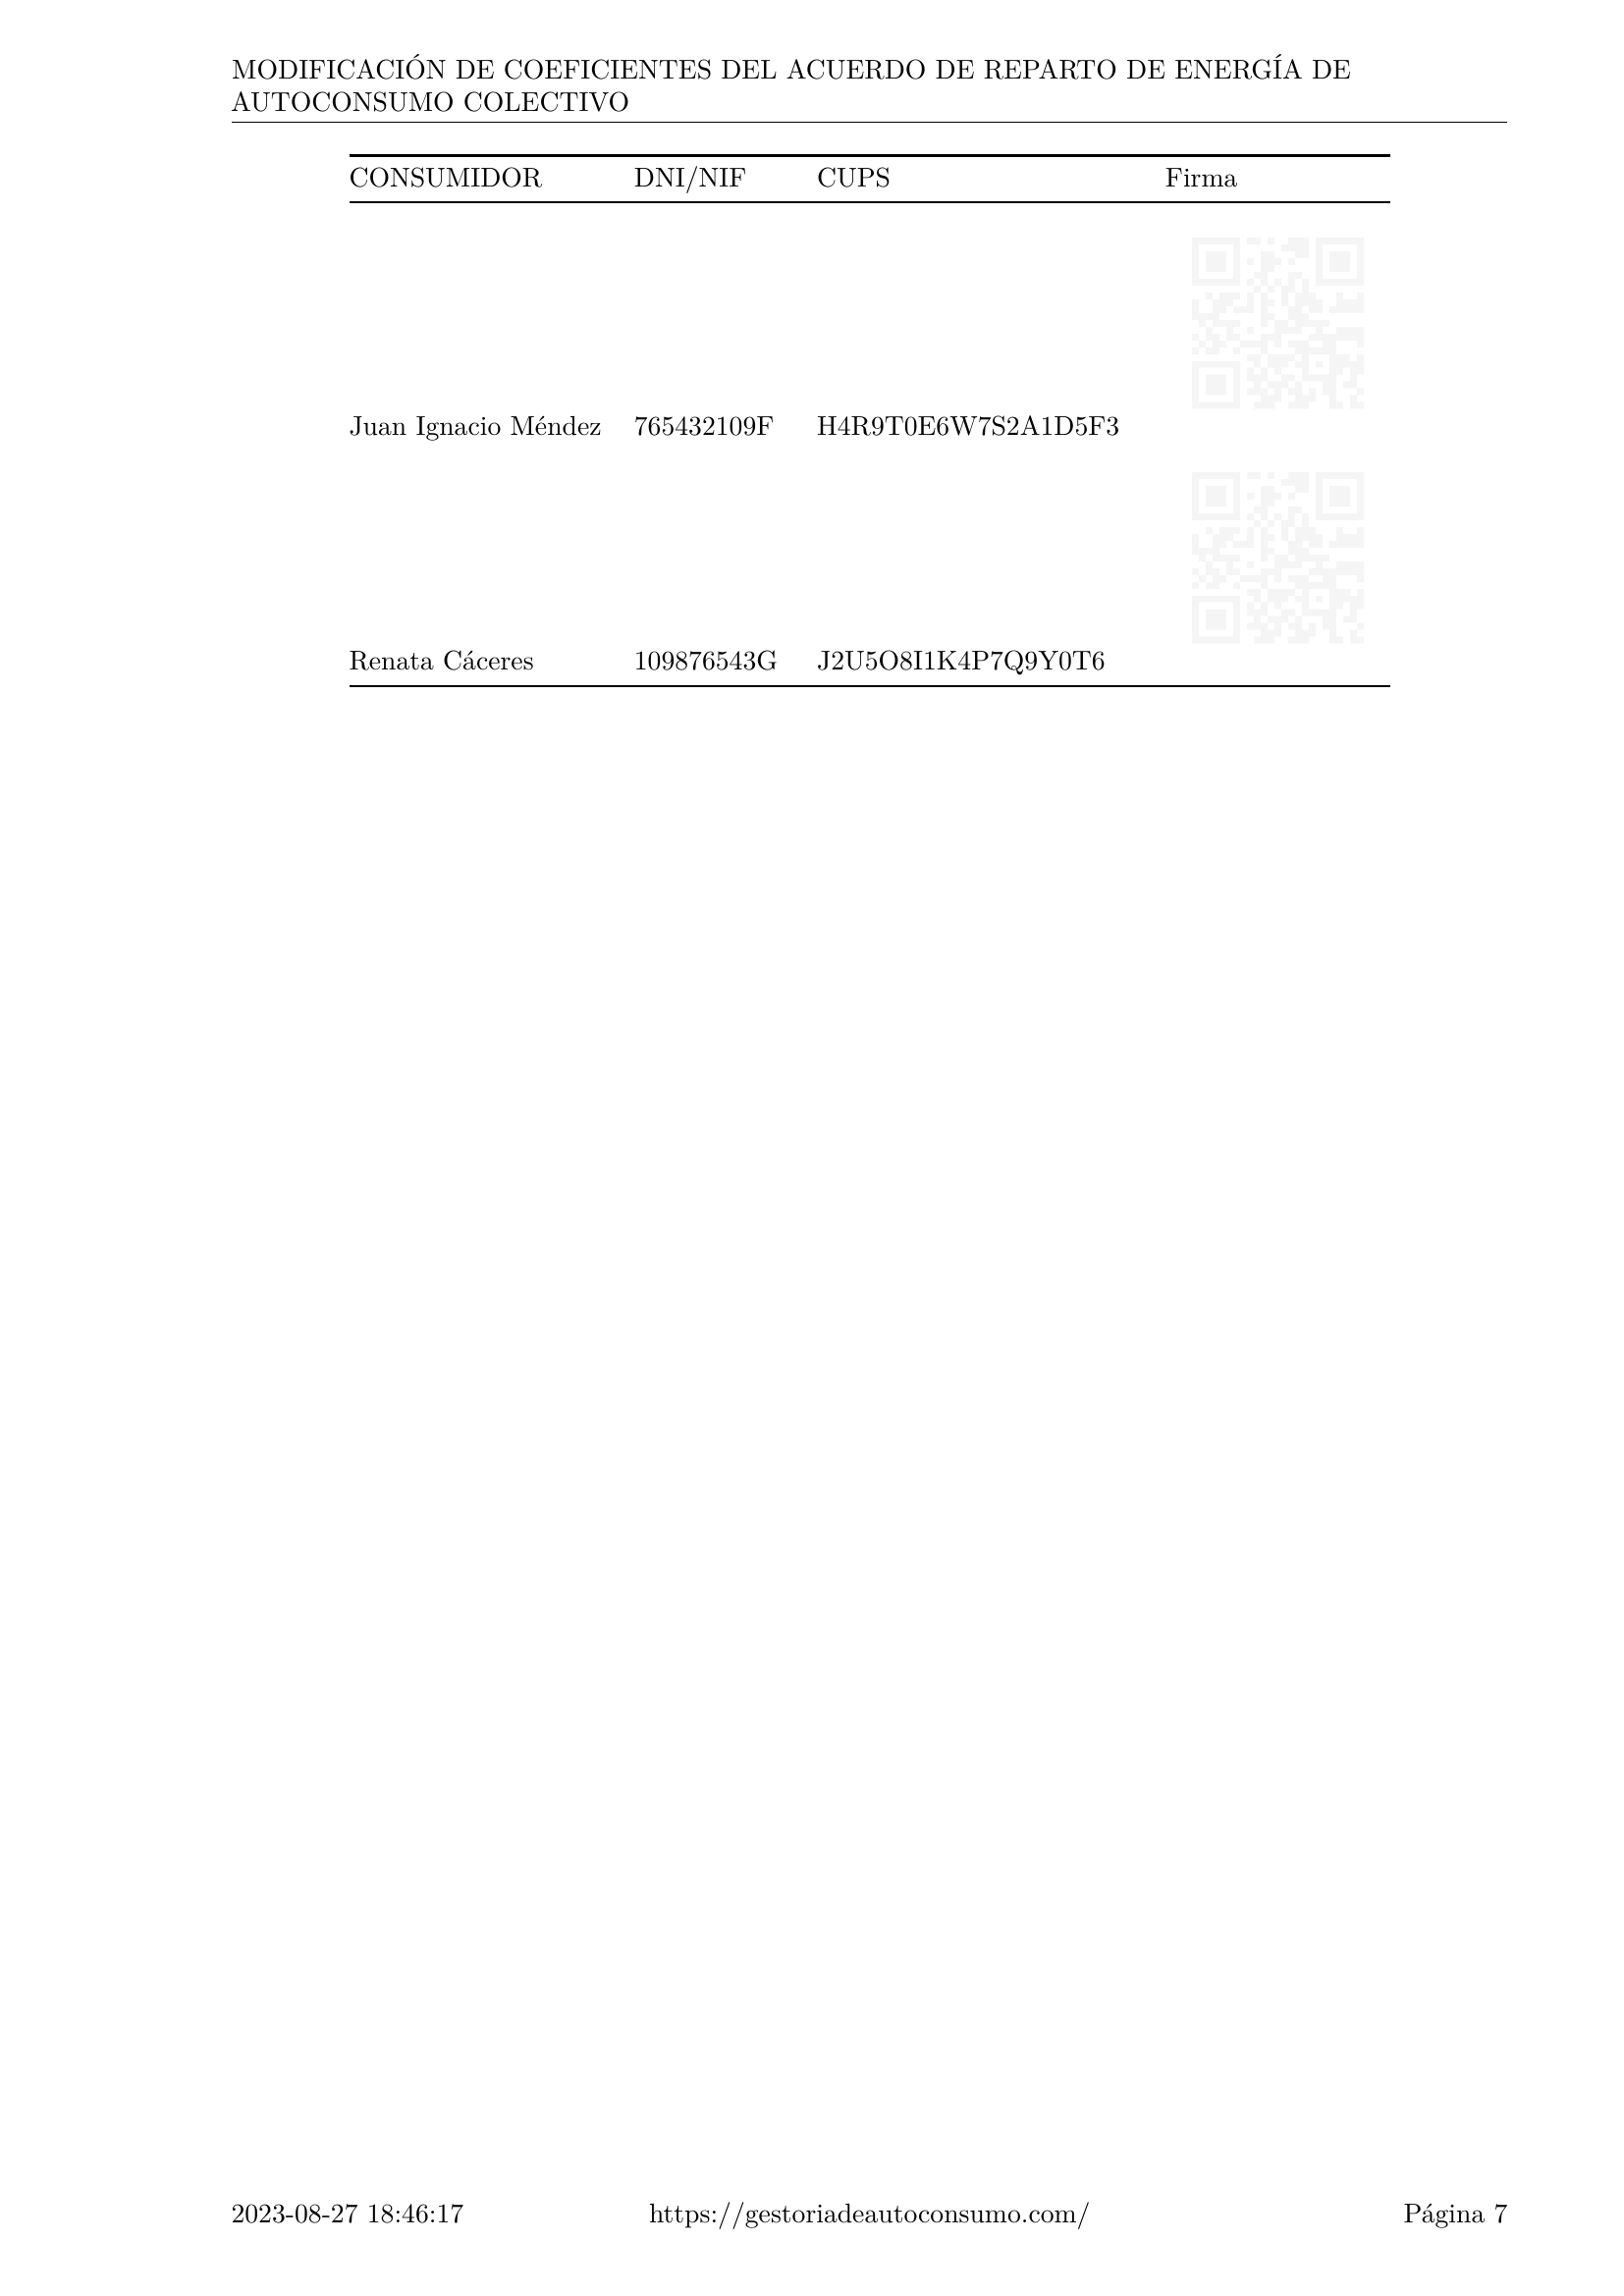 MODIFICACIÓN DE COEFICIENTES DEL ACUERDO DE REPARTO DE ENERGÍA DE
AUTOCONSUMO COLECTIVO
CONSUMIDOR DNI/NIF CUPS Firma
Juan Ignacio Méndez 765432109F H4R9T0E6W7S2A1D5F3
Renata Cáceres 109876543G J2U5O8I1K4P7Q9Y0T6
2023-08-27 18:46:17 https://gestoriadeautoconsumo.com/ Página 7